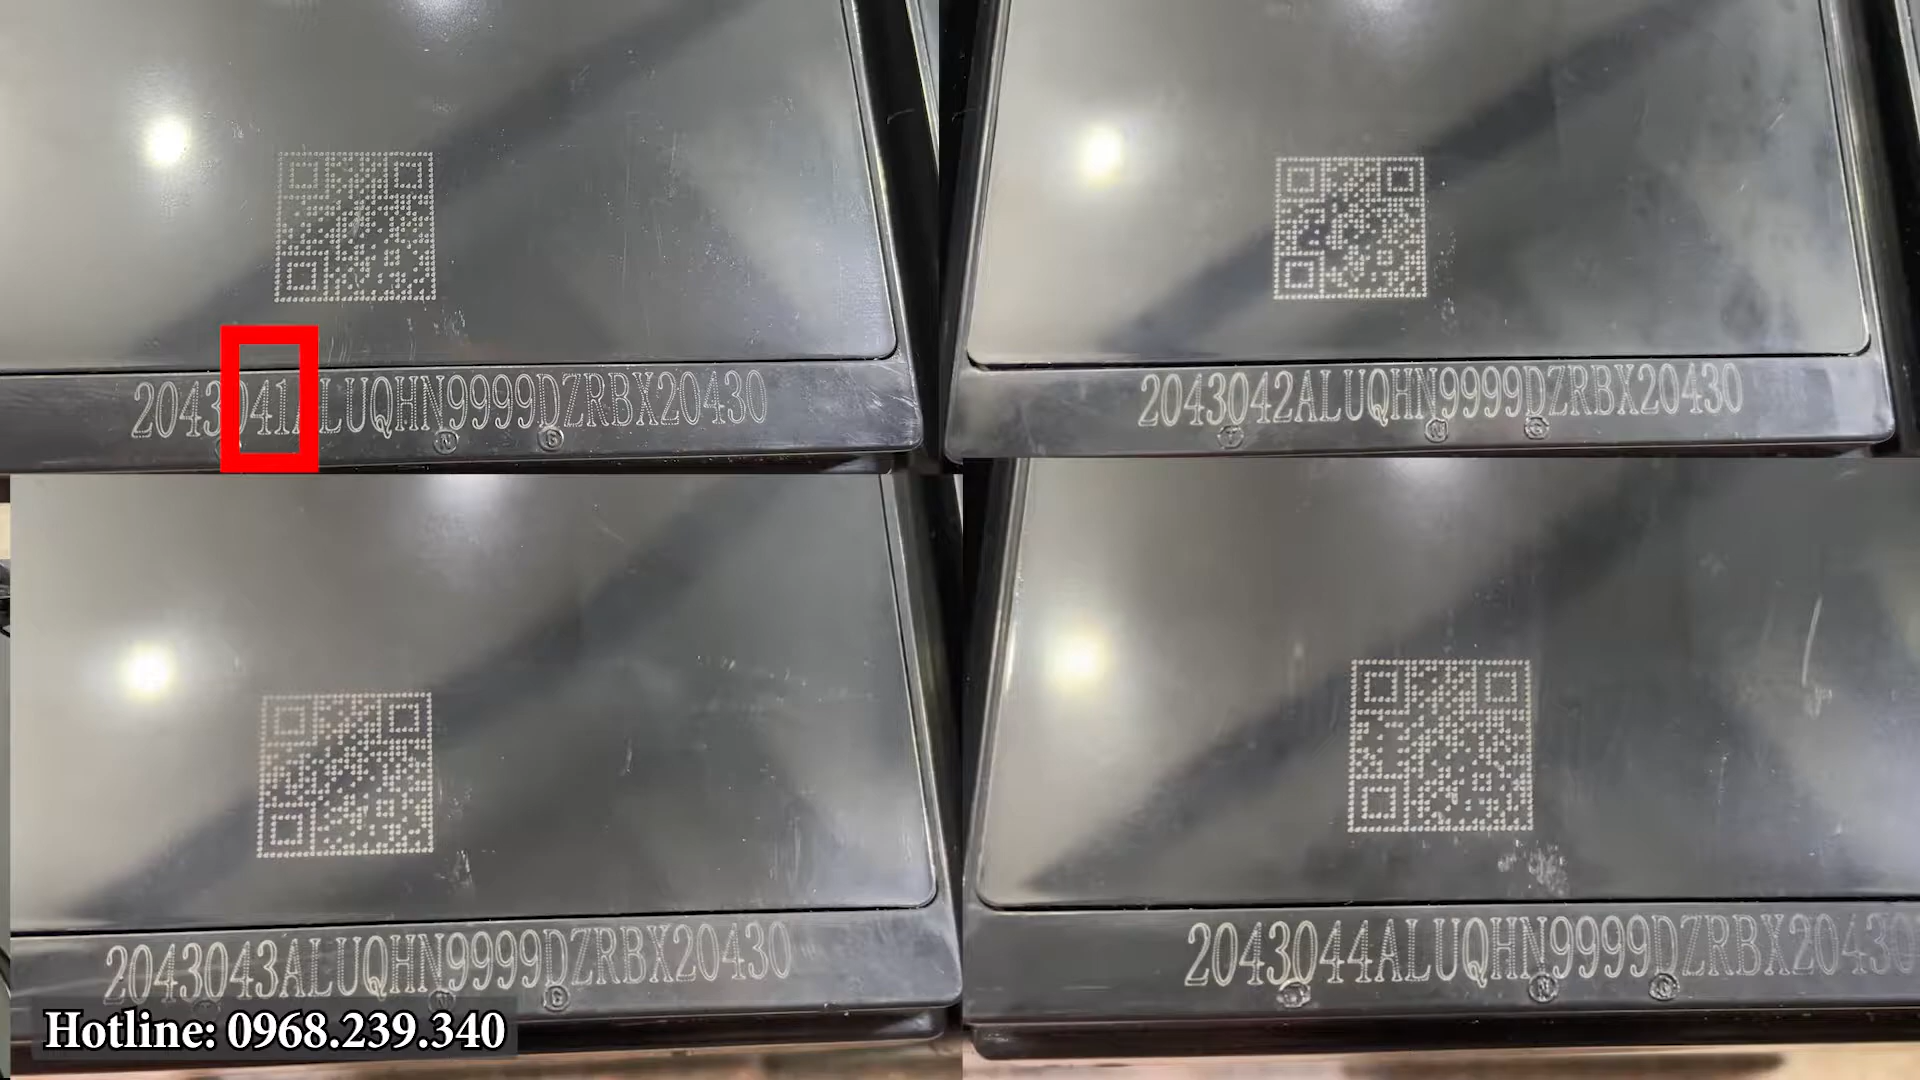 2043041ALUQHN9999DZRBX20430
N G
2043042ALUQHN9999DZRBX20430
T N G
2043043ALUQHN9999DZRBX20430
N G
2043044ALUQHN9999DZRBX20430
N
Hotline: 0968.239.340